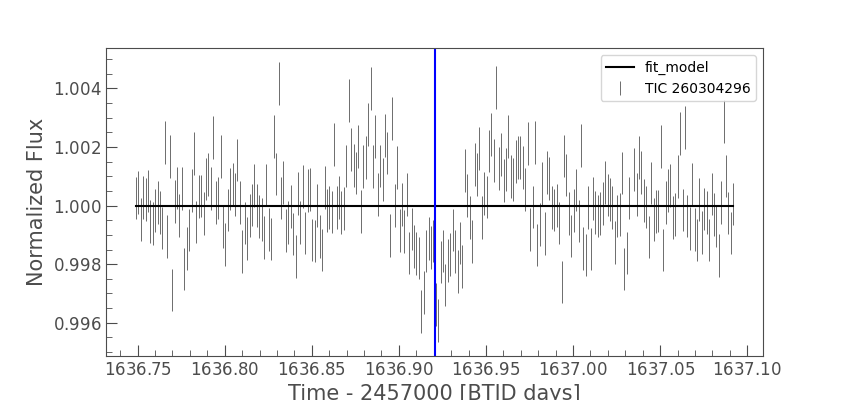 fit_model
TIC 260304296
Normalized Flux
1.004
1.002
1.000
0.998
0.996
1636.75 1636.80 1636.85 1636.90 1636.95 1637.00 1637.05 1637.10
Time - 2457000 [BTJD days]